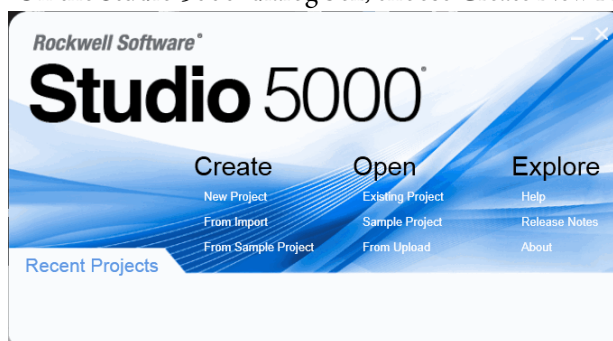 Rockwell Software®
Studio 5000®
Create Open Explore
New Project Existing Project Help
From Import Sample Project Release Notes
From Sample Project From Upload About
Recent Projects